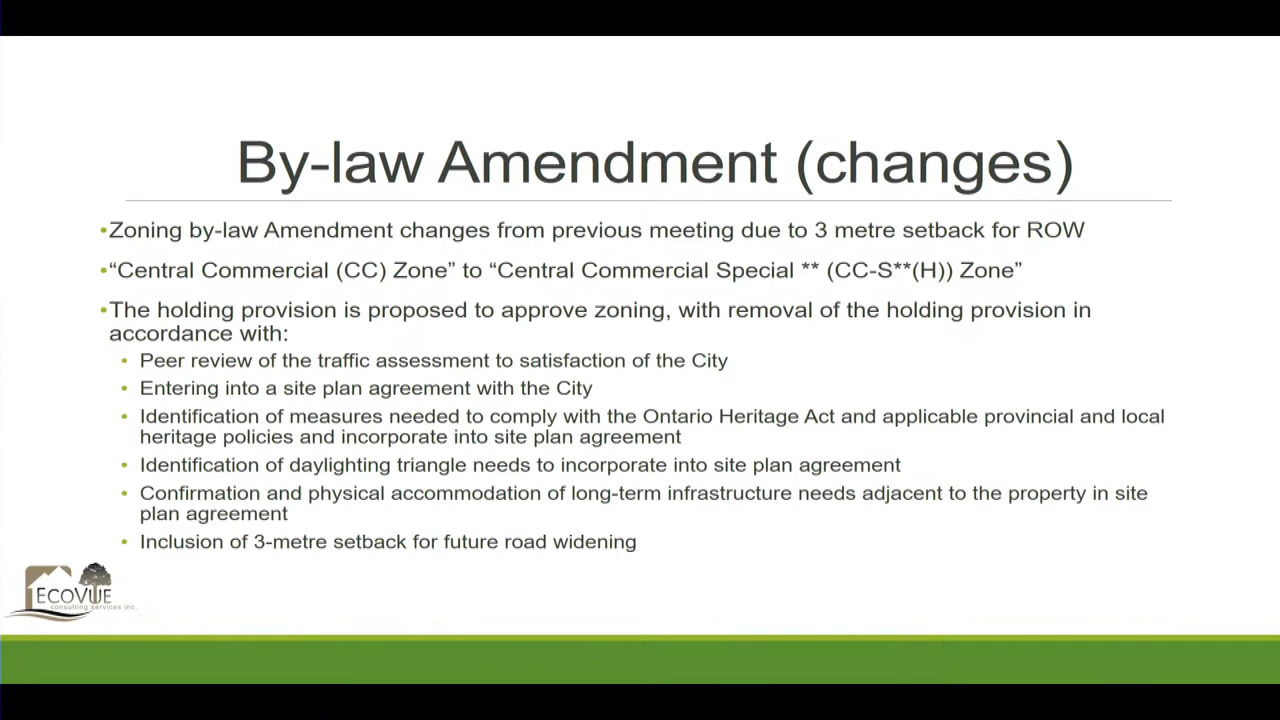 By-law Amendment (changes)
•Zoning by-law Amendment changes from previous meeting due to 3 metre setback for ROW
•“Central Commercial (CC) Zone” to “Central Commercial Special ** (CC-S**(H)) Zone”
•The holding provision is proposed to approve zoning, with removal of the holding provision in
accordance with:
• Peer review of the traffic assessment to satisfaction of the City
• Entering into a site plan agreement with the City
• Identification of measures needed to comply with the Ontario Heritage Act and applicable provincial and local
heritage policies and incorporate into site plan agreement
• Identification of daylighting triangle needs to incorporate into site plan agreement
• Confirmation and physical accommodation of long-term infrastructure needs adjacent to the property in site
plan agreement
• Inclusion of 3-metre setback for future road widening
ECOVUE
consulting services inc.